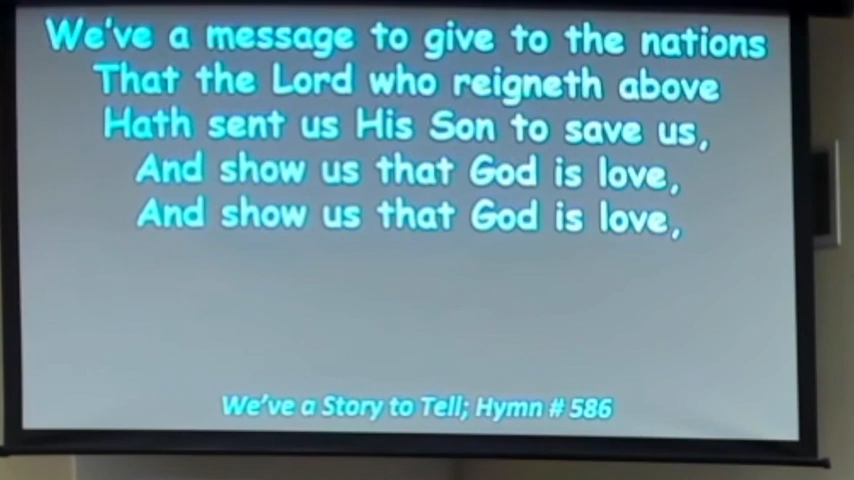 We've a message to give to the nations
That the Lord who reigneth above
Hath sent us His Son to save us,
And show us that God is love,
And show us that God is love,
We've a Story to Tell; Hymn # 586